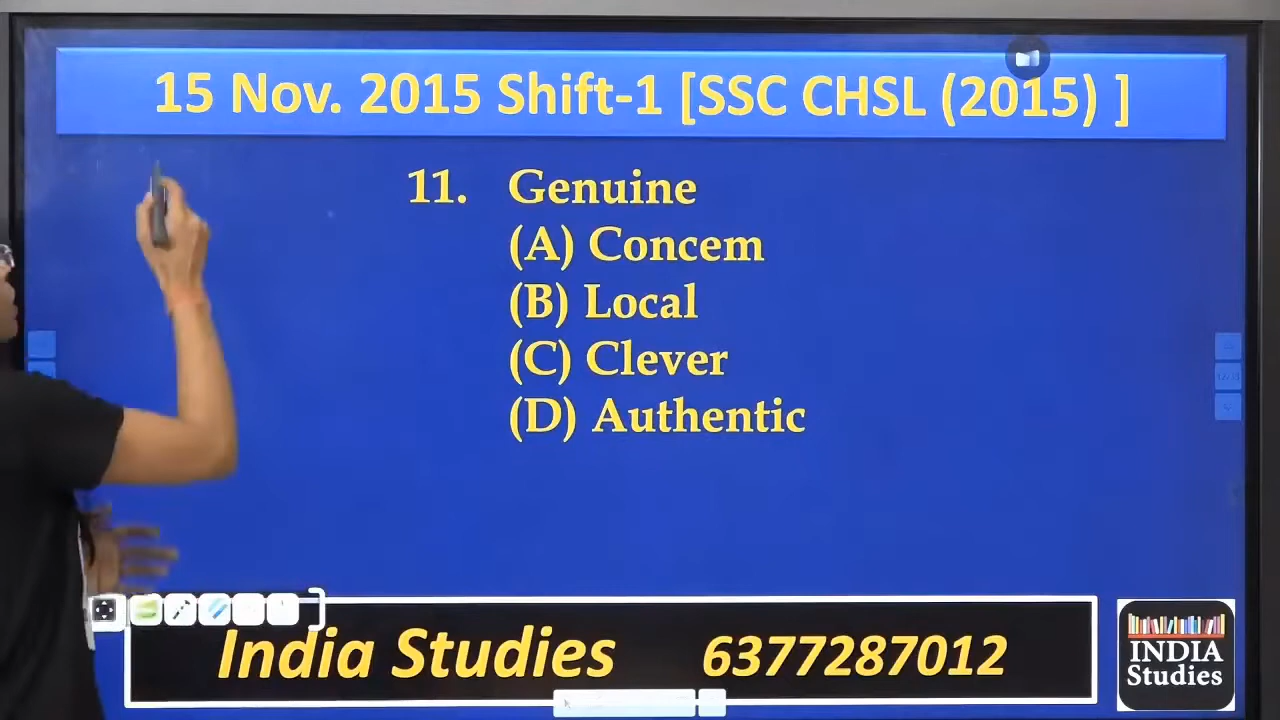 15 Nov. 2015 Shift-1 [SSC CHSL (2015) ]
11. Genuine
(A) Concem
(B) Local
(C) Clever
(D) Authentic
India Studies 6377287012
INDIA
Studies